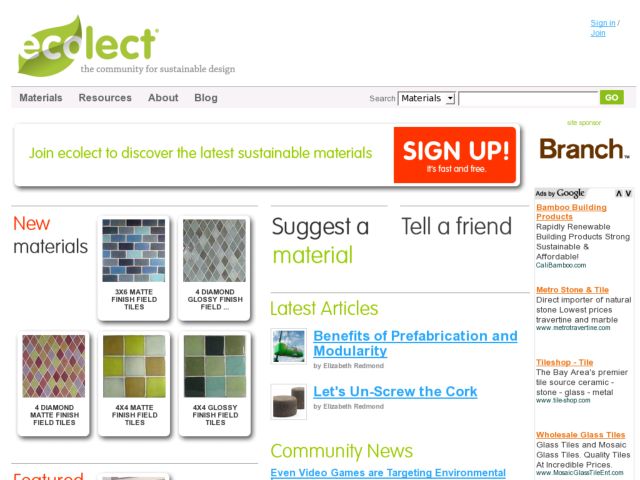 ecolect
the community for sustainable design
Sign in /
Join
Materials Resources About Blog
Search Materials GO
Join ecolect to discover the latest sustainable materials
SIGN UP!
It's fast and free.
site sponsor
Branch™
Ads by Google
Bamboo Building
Products
Rapidly Renewable
Building Products Strong
Sustainable &
Affordable!
CaliBamboo.com
Metro Stone & Tile
Direct importer of natural
stone Lowest prices
travertine and marble
www.metrotravertine.com
Tileshop - Tile
The Bay Area's premier
tile source ceramic -
stone - glass - metal
www.tile-shop.com
Wholesale Glass Tiles
Glass Tiles and Mosaic
Glass Tiles. Quality Tiles
At Incredible Prices.
www.MosaicGlassTileEnt.com
New
materials
3X6 MATTE
FINISH FIELD
TILES
4 DIAMOND
GLOSSY FINISH
FIELD ...
4 DIAMOND
MATTE FINISH
FIELD TILES
4X4 MATTE
FINISH FIELD
TILES
4X4 GLOSSY
FINISH FIELD
TILES
Featured
Suggest a
material
Tell a friend
Latest Articles
Benefits of Prefabrication and
Modularity
by Elizabeth Redmond
Let's Un-Screw the Cork
by Elizabeth Redmond
Community News
Even Video Games are Targeting Environmental